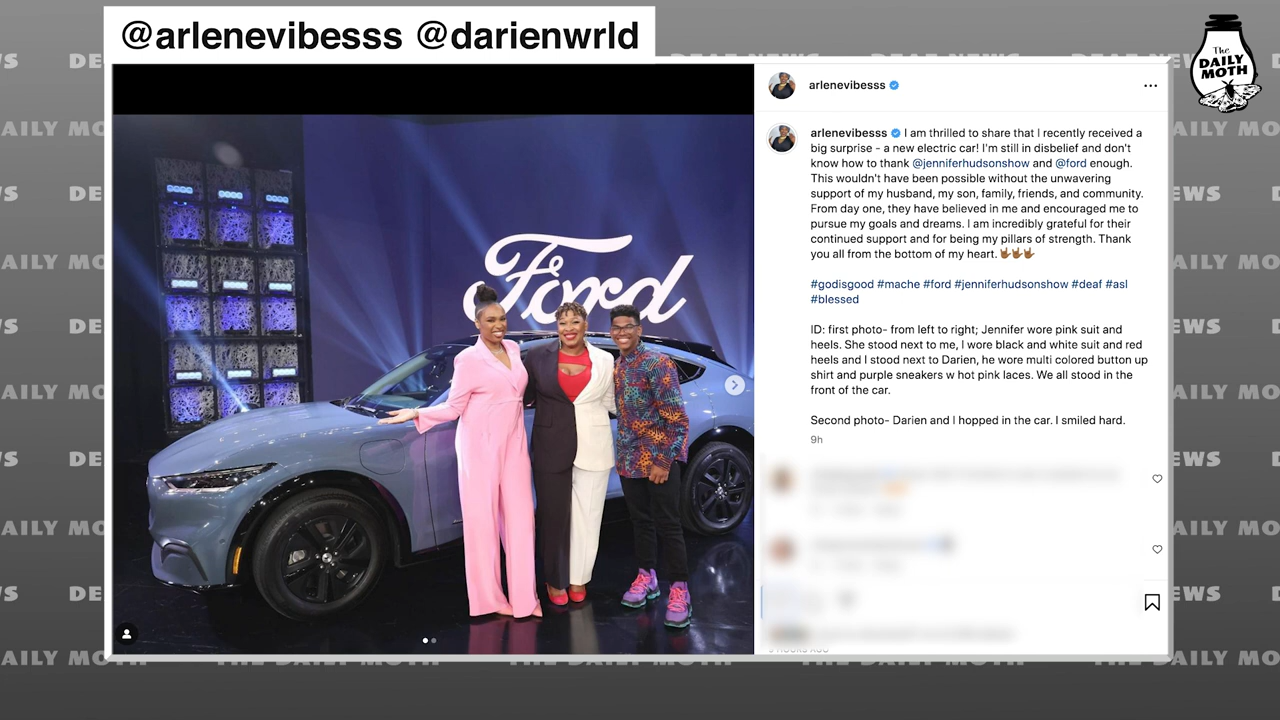 @arlenevibesss @darienwrld
The
DAILY
MOTH
Ford
arlenevibesss
arlenevibesss I am thrilled to share that I recently received a
big surprise - a new electric car! I'm still in disbelief and don't
know how to thank @jenniferhudsonshow and @ford enough.
This wouldn't have been possible without the unwavering
support of my husband, my son, family, friends, and community.
From day one, they have believed in me and encouraged me to
pursue my goals and dreams. I am incredibly grateful for their
continued support and for being my pillars of strength. Thank
you all from the bottom of my heart. 🤟🏾🤟🏾🤟🏾
#godisgood #mache #ford #jenniferhudsonshow #deaf #asl
#blessed
ID: first photo- from left to right; Jennifer wore pink suit and
heels. She stood next to me, I wore black and white suit and red
heels and I stood next to Darien, he wore multi colored button up
shirt and purple sneakers w hot pink laces. We all stood in the
front of the car.
Second photo- Darien and I hopped in the car. I smiled hard.
9h